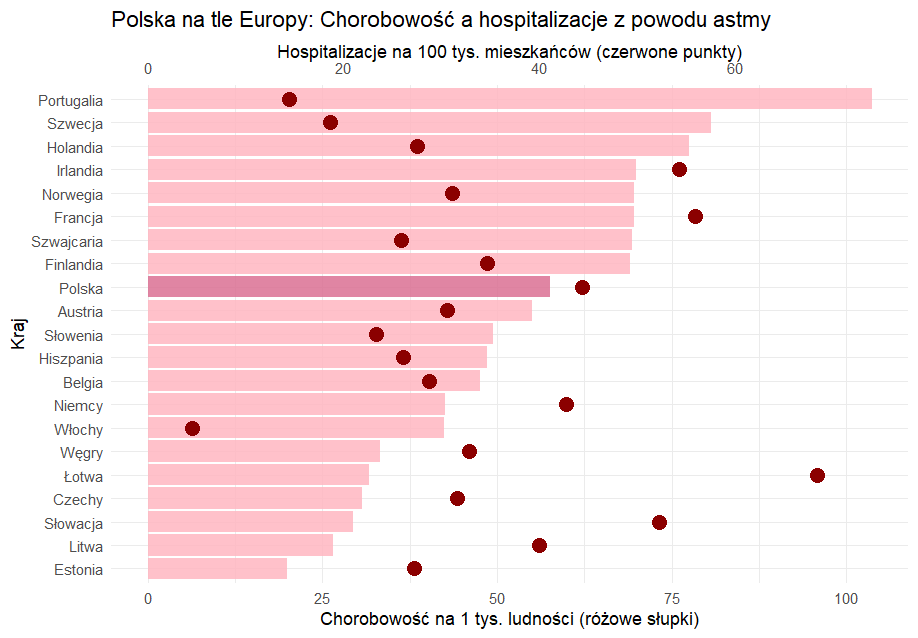 Polska na tle Europy: Chorobowość a hospitalizacje z powodu astmy
Hospitalizacje na 100 tys. mieszkańców (czerwone punkty)
0 20 40 60
Kraj
Portugalia
Szwecja
Holandia
Irlandia
Norwegia
Francja
Szwajcaria
Finlandia
Polska
Austria
Słowenia
Hiszpania
Belgia
Niemcy
Włochy
Węgry
Łotwa
Czechy
Słowacja
Litwa
Estonia
0 25 50 75 100
Chorobowość na 1 tys. ludności (różowe słupki)